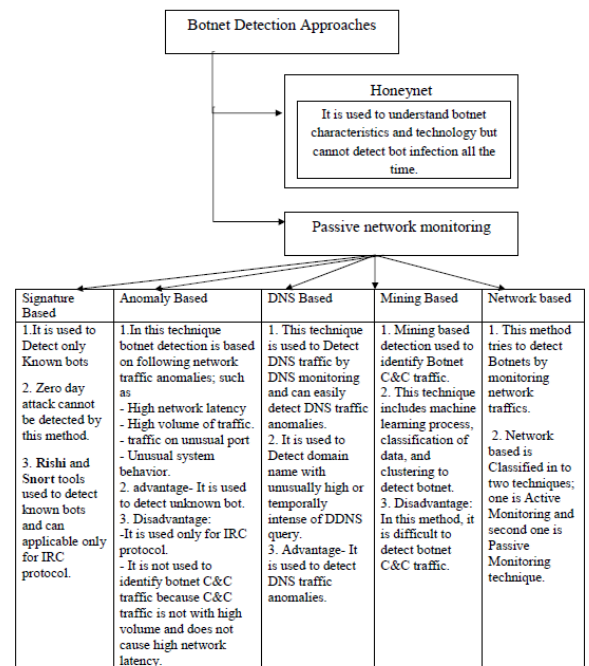 Botnet Detection Approaches
Honeynet
It is used to understand botnet
characteristics and technology but
cannot detect bot infection all the
time.
Passive network monitoring
Signature
Based
1.It is used to
Detect only
Known bots
2. Zero day
attack cannot
be detected by
this method.
3. Rishi and
Snort tools
used to detect
known bots
and can
applicable only
for IRC
protocol.
Anomaly Based
1.In this technique
botnet detection is based
on following network
traffic anomalies; such
as
- High network latency
- High volume of traffic.
- traffic on unusual port
- Unusual system
behavior.
2. advantage- It is used
to detect unknown bot.
3. Disadvantage:
-It is used only for IRC
protocol.
- It is not used to
identify botnet C&C
traffic because C&C
traffic is not with high
volume and does not
cause high network
latency.
DNS Based
1. This technique
is used to Detect
DNS traffic by
DNS monitoring
and can easily
detect DNS traffic
anomalies.
2. It is used to
Detect domain
name with
unusually high or
temporally
intense of DDNS
query.
3. Advantage- It
is used to detect
DNS traffic
anomalies.
Mining Based
1. Mining based
detection used to
identify Botnet
C&C traffic.
2. This technique
includes machine
learning process,
classification of
data, and
clustering to
detect botnet.
3. Disadvantage:
In this method, it
is difficult to
detect botnet
C&C traffic.
Network based
1. This method
tries to detect
Botnets by
monitoring
network
traffics.
2. Network
based is
Classified in to
two techniques;
one is Active
Monitoring and
second one is
Passive
Monitoring
technique.